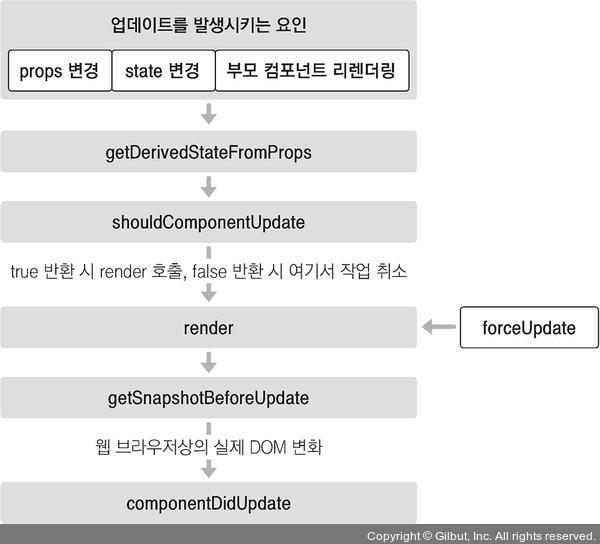 업데이트를 발생시키는 요인
props 변경 state 변경 부모 컴포넌트 리렌더링
getDerivedStateFromProps
shouldComponentUpdate
true 반환 시 render 호출, false 반환 시 여기서 작업 취소
render
forceUpdate
getSnapshotBeforeUpdate
웹 브라우저상의 실제 DOM 변화
componentDidUpdate
Copyright © Gilbut, Inc. All rights reserved.